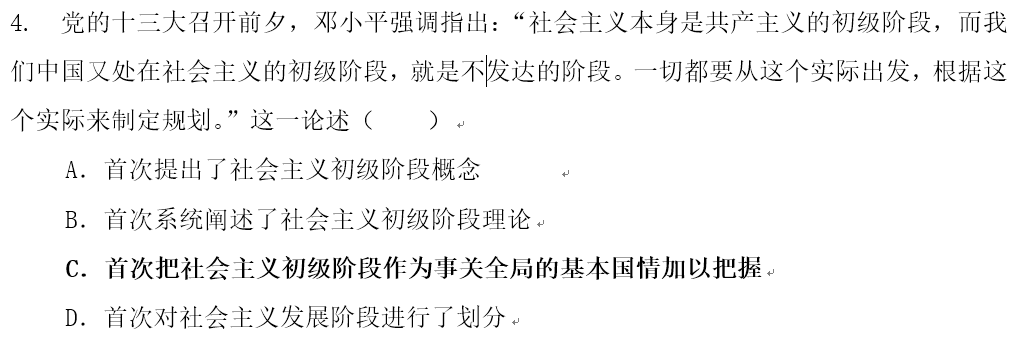 4. 党的十三大召开前夕，邓小平强调指出：“社会主义本身是共产主义的初级阶段，而我
们中国又处在社会主义的初级阶段，就是不发达的阶段。一切都要从这个实际出发，根据这
个实际来制定规划。”这一论述（  ）
A. 首次提出了社会主义初级阶段概念
B. 首次系统阐述了社会主义初级阶段理论
C. 首次把社会主义初级阶段作为事关全局的基本国情加以把握
D. 首次对社会主义发展阶段进行了划分